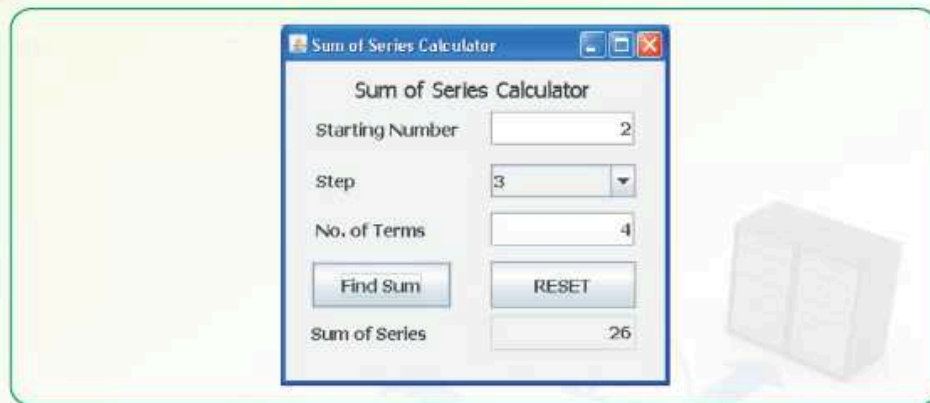 Sum of Series Calculator
Sum of Series Calculator
Starting Number 2
Step 3
No. of Terms 4
Find Sum RESET
Sum of Series 26